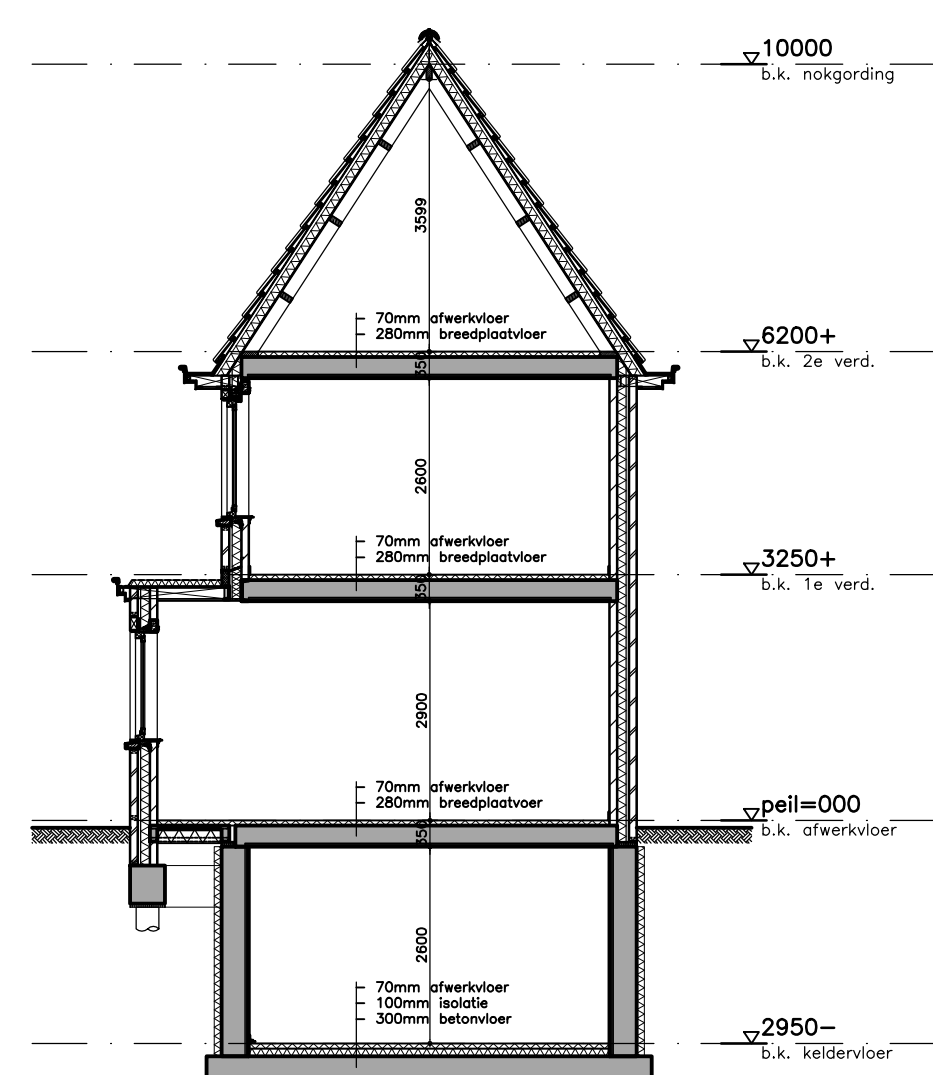 10000
b.k. nokgording
3599
70mm afwerkvloer
280mm breedplaatvloer
6200+
b.k. 2e verd.
350
2600
70mm afwerkvloer
280mm breedplaatvloer
3250+
b.k. 1e verd.
350
2900
70mm afwerkvloer
280mm breedplaatvoer
peil=000
b.k. afwerkvloer
350
2600
70mm afwerkvloer
100mm isolatie
300mm betonvloer
2950-
b.k. keldervloer